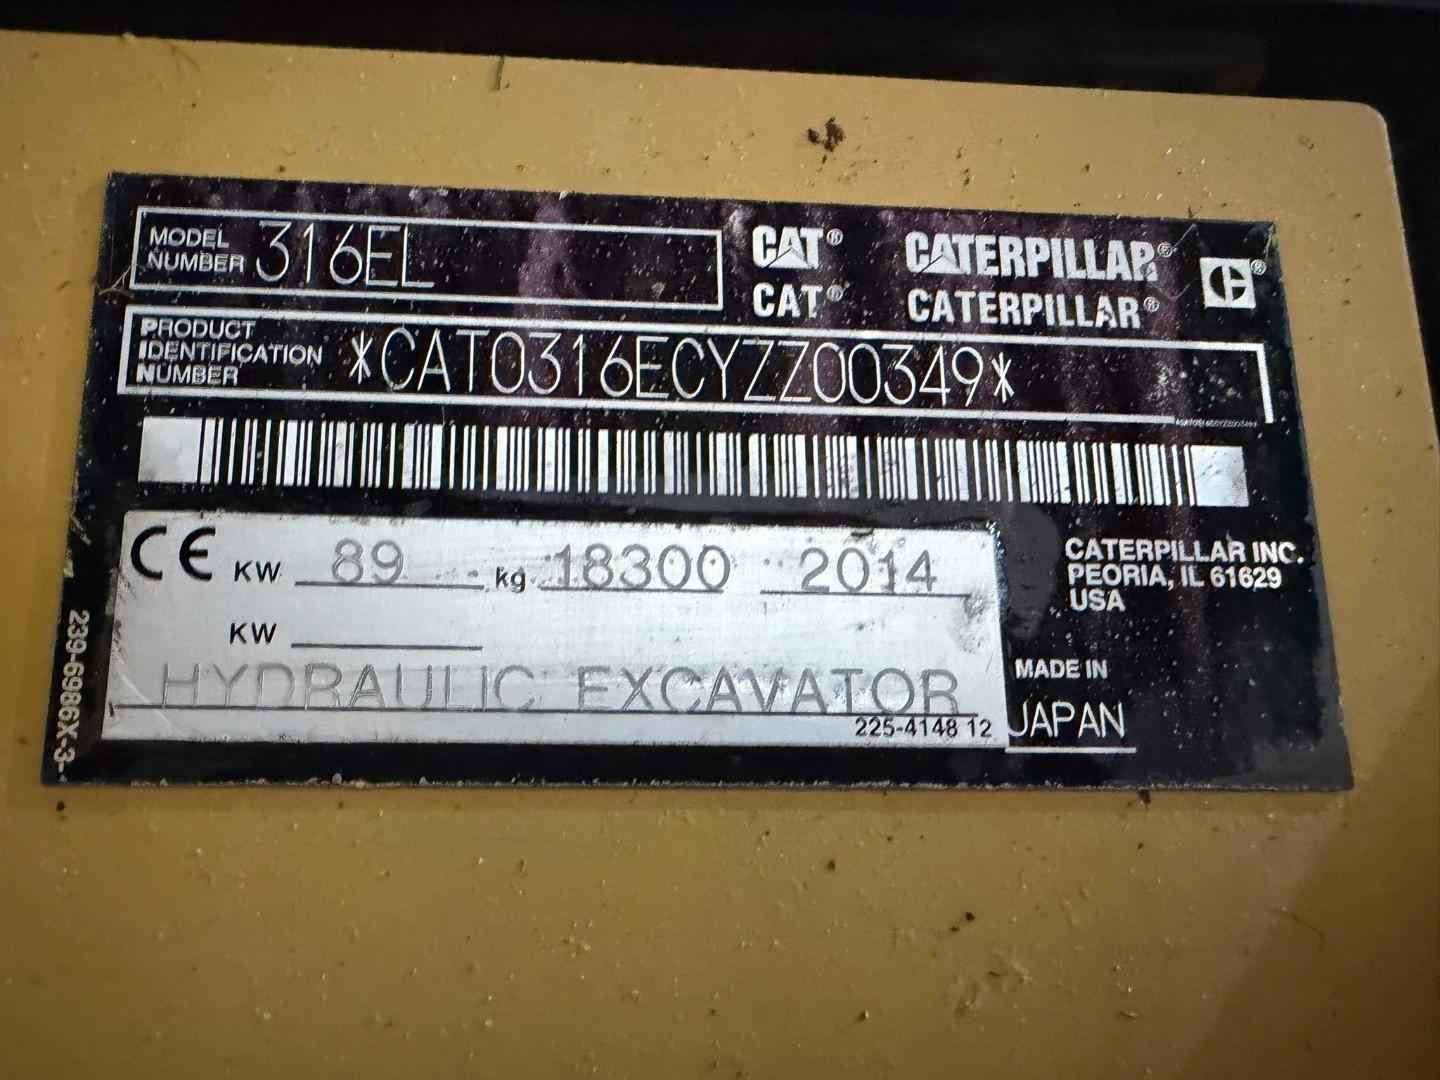 MODEL NUMBER 316EL
CAT® CATERPILLAR®
CAT® CATERPILLAR®
PRODUCT
IDENTIFICATION
NUMBER
*CAT0316ECYZZ00349*
CE KW 89 kg 18300 2014
KW
HYDRAULIC EXCAVATOR
225-4148 12
CATERPILLAR INC.
PEORIA, IL 61629
USA
MADE IN
JAPAN
239-6986X-3